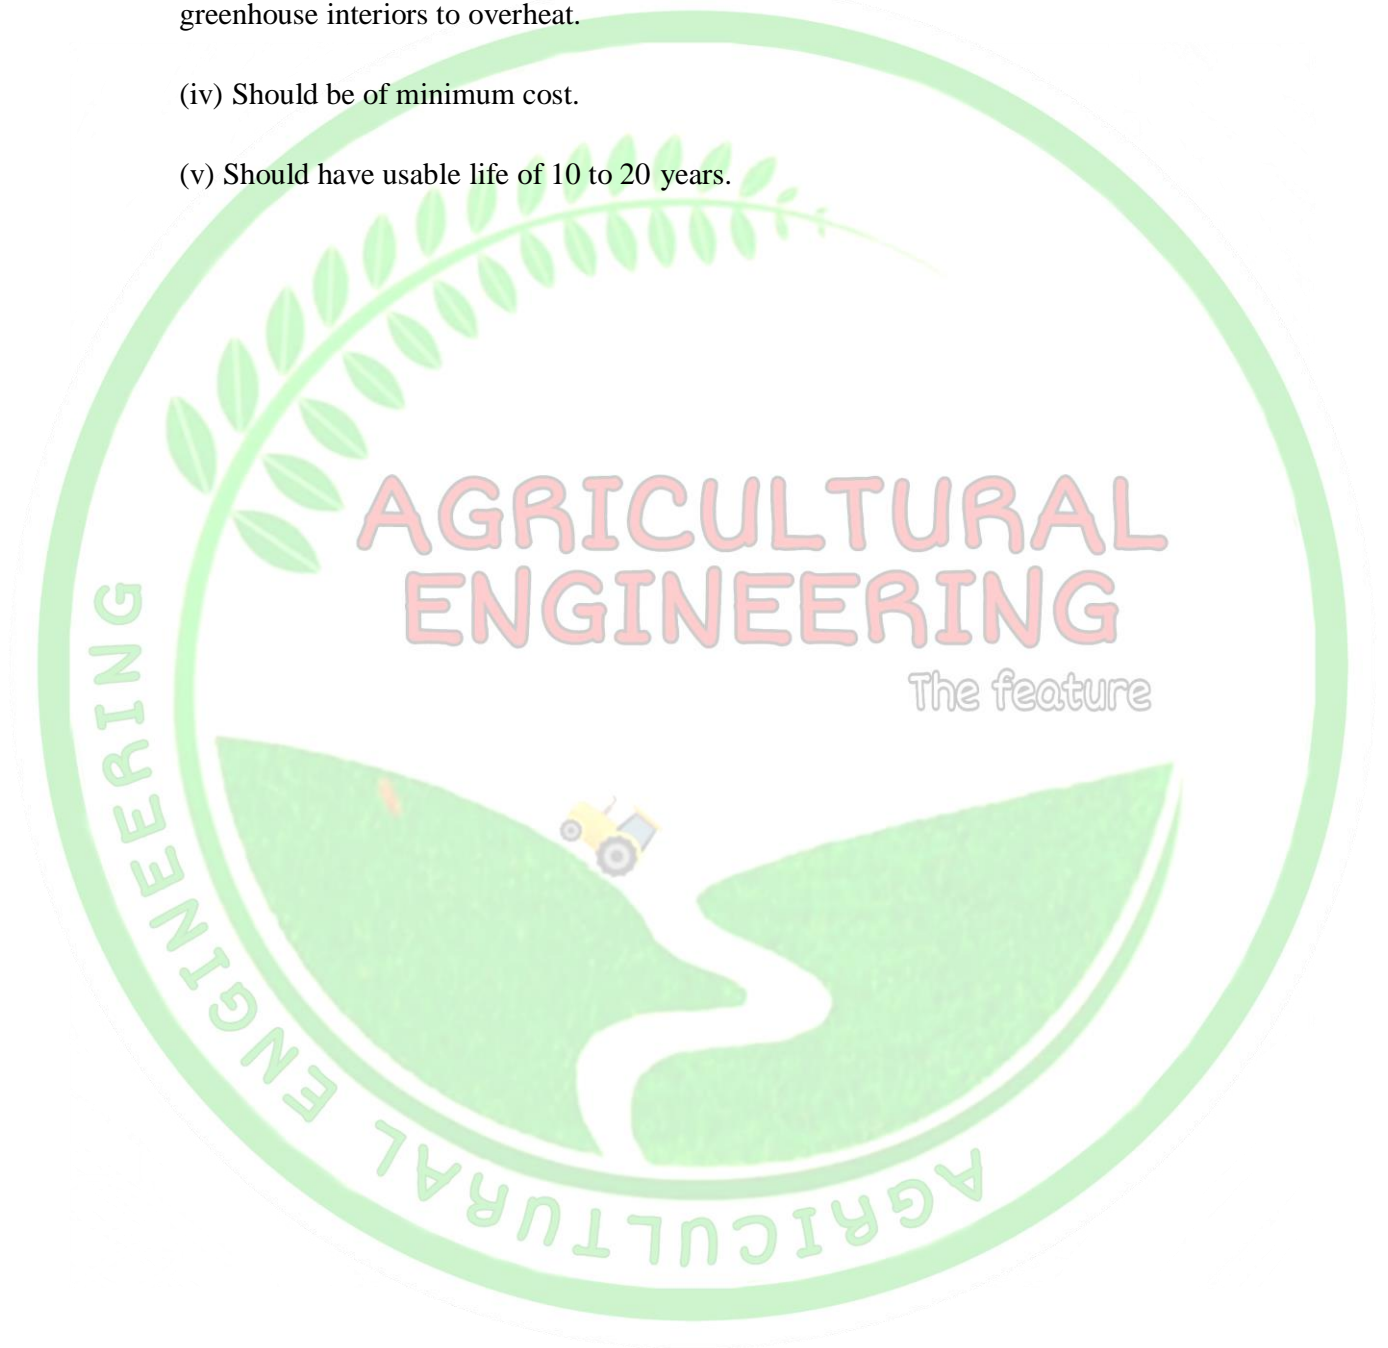 greenhouse interiors to overheat.
(iv) Should be of minimum cost.
(v) Should have usable life of 10 to 20 years.
AGRICULTURAL
ENGINEERING
The feature
AGRICULTURAL ENGINEERING